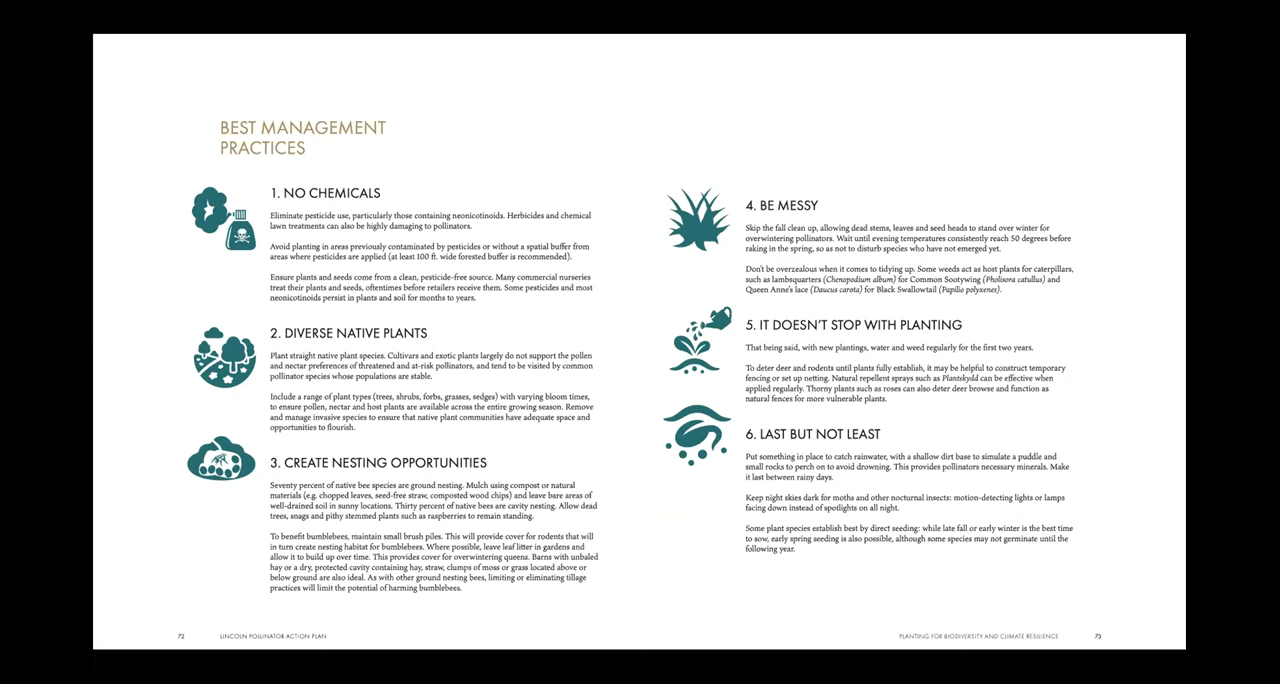 BEST MANAGEMENT
PRACTICES
1. NO CHEMICALS
Eliminate pesticide use, particularly those containing neonicotinoids. Herbicides and chemical
lawn treatments can also be highly damaging to pollinators.
Avoid planting in areas previously contaminated by pesticides or without a spatial buffer from
areas where pesticides are applied (at least 100 ft. wide forested buffer is recommended).
Ensure plants and seeds come from a clean, pesticide-free source. Many commercial nurseries
treat their plants and seeds, oftentimes before retailers receive them. Some pesticides and most
neonicotinoids persist in plants and soil for months to years.
2. DIVERSE NATIVE PLANTS
Plant straight native plant species. Cultivars and exotic plants largely do not support the pollen
and nectar preferences of threatened and at-risk pollinators, and tend to be visited by common
pollinator species whose populations are stable.
Include a range of plant types (trees, shrubs, forbs, grasses, sedges) with varying bloom times,
to ensure pollen, nectar and host plants are available across the entire growing season. Remove
and manage invasive species to ensure that native plant communities have adequate space and
opportunities to flourish.
3. CREATE NESTING OPPORTUNITIES
Seventy percent of native bee species are ground nesting. Mulch using compost or natural
materials (e.g. chopped leaves, seed-free straw, composted wood chips) and leave bare areas of
well-drained soil in sunny locations. Thirty percent of native bees are cavity nesting. Allow dead
trees, snags and pithy stemmed plants such as raspberries to remain standing.
To benefit bumblebees, maintain small brush piles. This will provide cover for rodents that will
in turn create nesting habitat for bumblebees. Where possible, leave leaf litter in gardens and
allow it to build up over time. This provides cover for overwintering queens. Barns with unbaled
hay or a dry, protected cavity containing hay, straw, clumps of moss or grass located above or
below ground are also ideal. As with other ground nesting bees, limiting or eliminating tillage
practices will limit the potential of harming bumblebees.
72 LINCOLN POLLINATOR ACTION PLAN
4. BE MESSY
Skip the fall clean up, allowing dead stems, leaves and seed heads to stand over winter for
overwintering pollinators. Wait until evening temperatures consistently reach 50 degrees before
raking in the spring, so as not to disturb species who have not emerged yet.
Don't be overzealous when it comes to tidying up. Some weeds act as host plants for caterpillars,
such as lambsquarters (Chenopodium album) for Common Sootywing (Pholisora catullus) and
Queen Anne's lace (Daucus carota) for Black Swallowtail (Papilio polyxenes).
5. IT DOESN'T STOP WITH PLANTING
That being said, with new plantings, water and weed regularly for the first two years.
To deter deer and rodents until plants fully establish, it may be helpful to construct temporary
fencing or set up netting. Natural repellent sprays such as Plantskydd can be effective when
applied regularly. Thorny plants such as roses can also deter deer browse and function as
natural fences for more vulnerable plants.
6. LAST BUT NOT LEAST
Put something in place to catch rainwater, with a shallow dirt base to simulate a puddle and
small rocks to perch on to avoid drowning. This provides pollinators necessary minerals. Make
it last between rainy days.
Keep night skies dark for moths and other nocturnal insects: motion-detecting lights or lamps
facing down instead of spotlights on all night.
Some plant species establish best by direct seeding: while late fall or early winter is the best time
to sow, early spring seeding is also possible, although some species may not germinate until the
following year.
PLANTING FOR BIODIVERSITY AND CLIMATE RESILIENCE 73